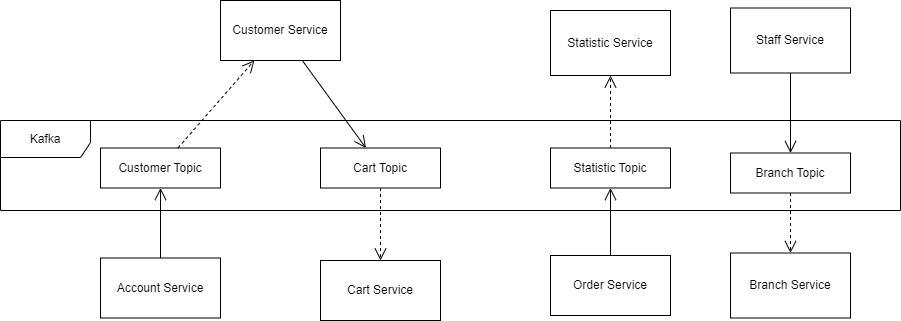 Customer Service
Statistic Service
Staff Service
Kafka
Customer Topic
Cart Topic
Statistic Topic
Branch Topic
Account Service
Cart Service
Order Service
Branch Service